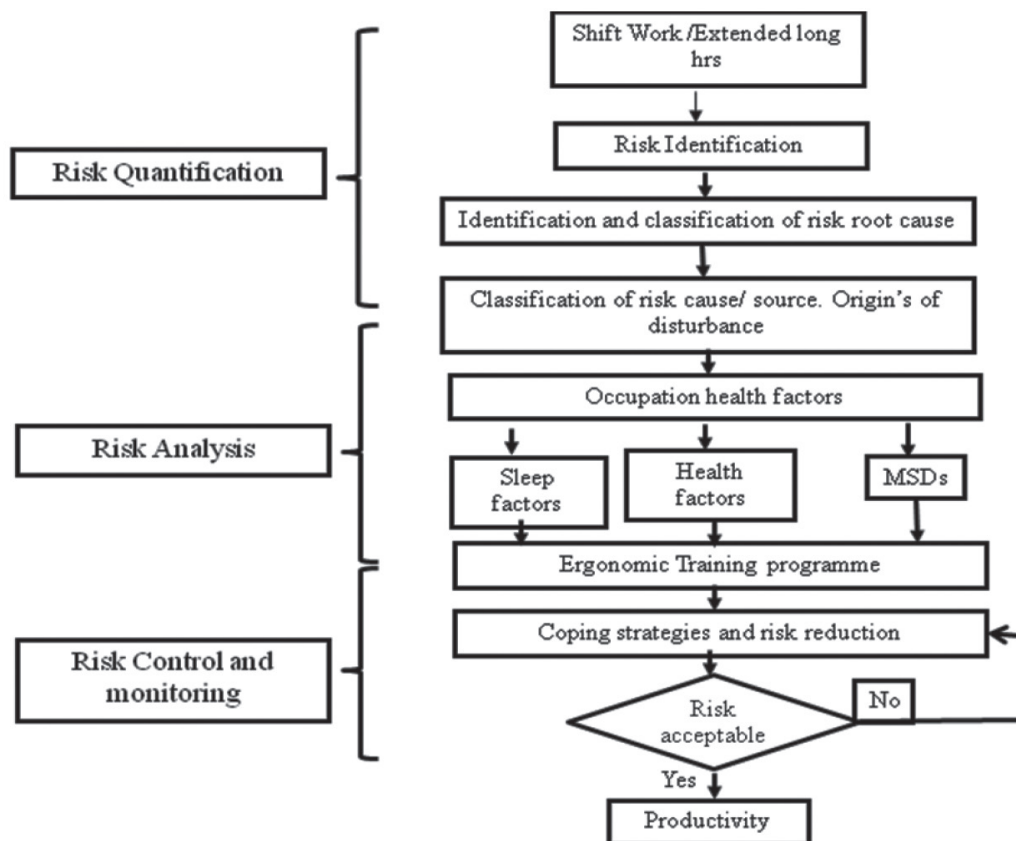 Shift Work /Extended long
hrs
Risk Identification
Risk Quantification
Identification and classification of risk root cause
Classification of risk cause/ source. Origin's of
disturbance
Occupation health factors
Risk Analysis
Sleep
factors
Health
factors
MSDs
Ergonomic Training programme
Coping strategies and risk reduction
Risk Control and
monitoring
Risk
acceptable
No
Yes
Productivity